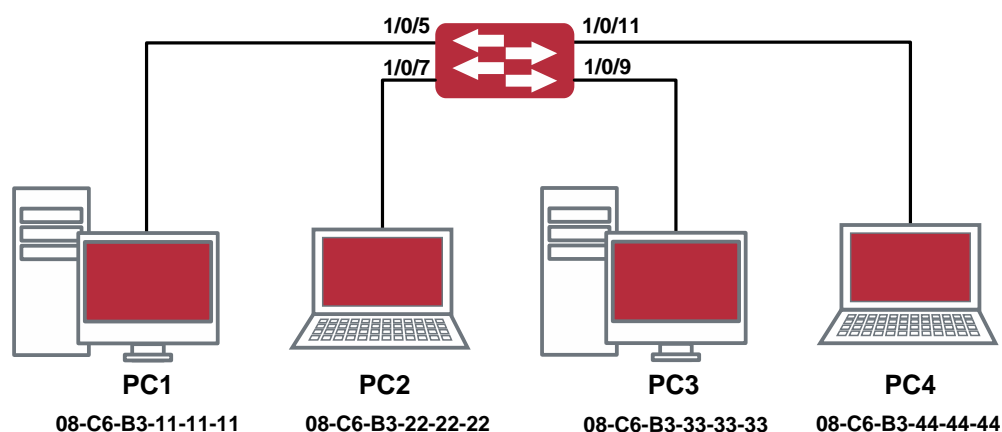 1/0/5
1/0/11
1/0/7
1/0/9
PC1
PC2
PC3
PC4
08-C6-B3-11-11-11
08-C6-B3-22-22-22
08-C6-B3-33-33-33
08-C6-B3-44-44-44